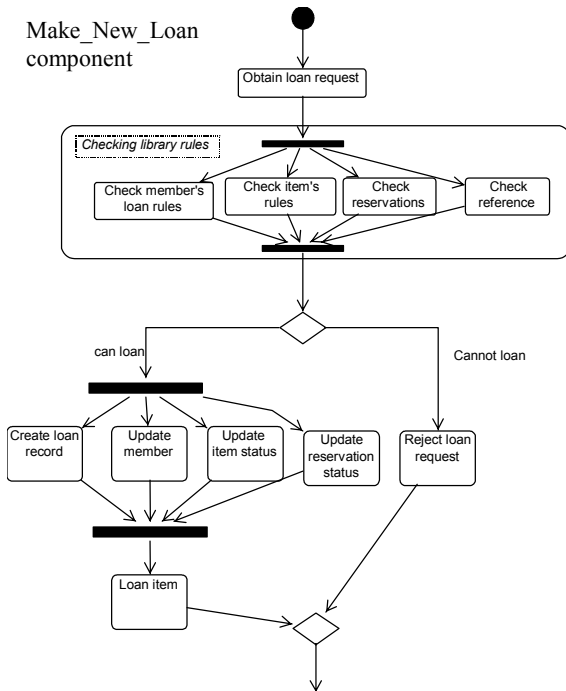 Make_New_Loan
component
Obtain loan request
Checking library rules
Check member's
loan rules
Check item's
rules
Check
reservations
Check
reference
can loan
Cannot loan
Create loan
record
Update
member
Update
item status
Update
reservation
status
Reject loan
request
Loan item